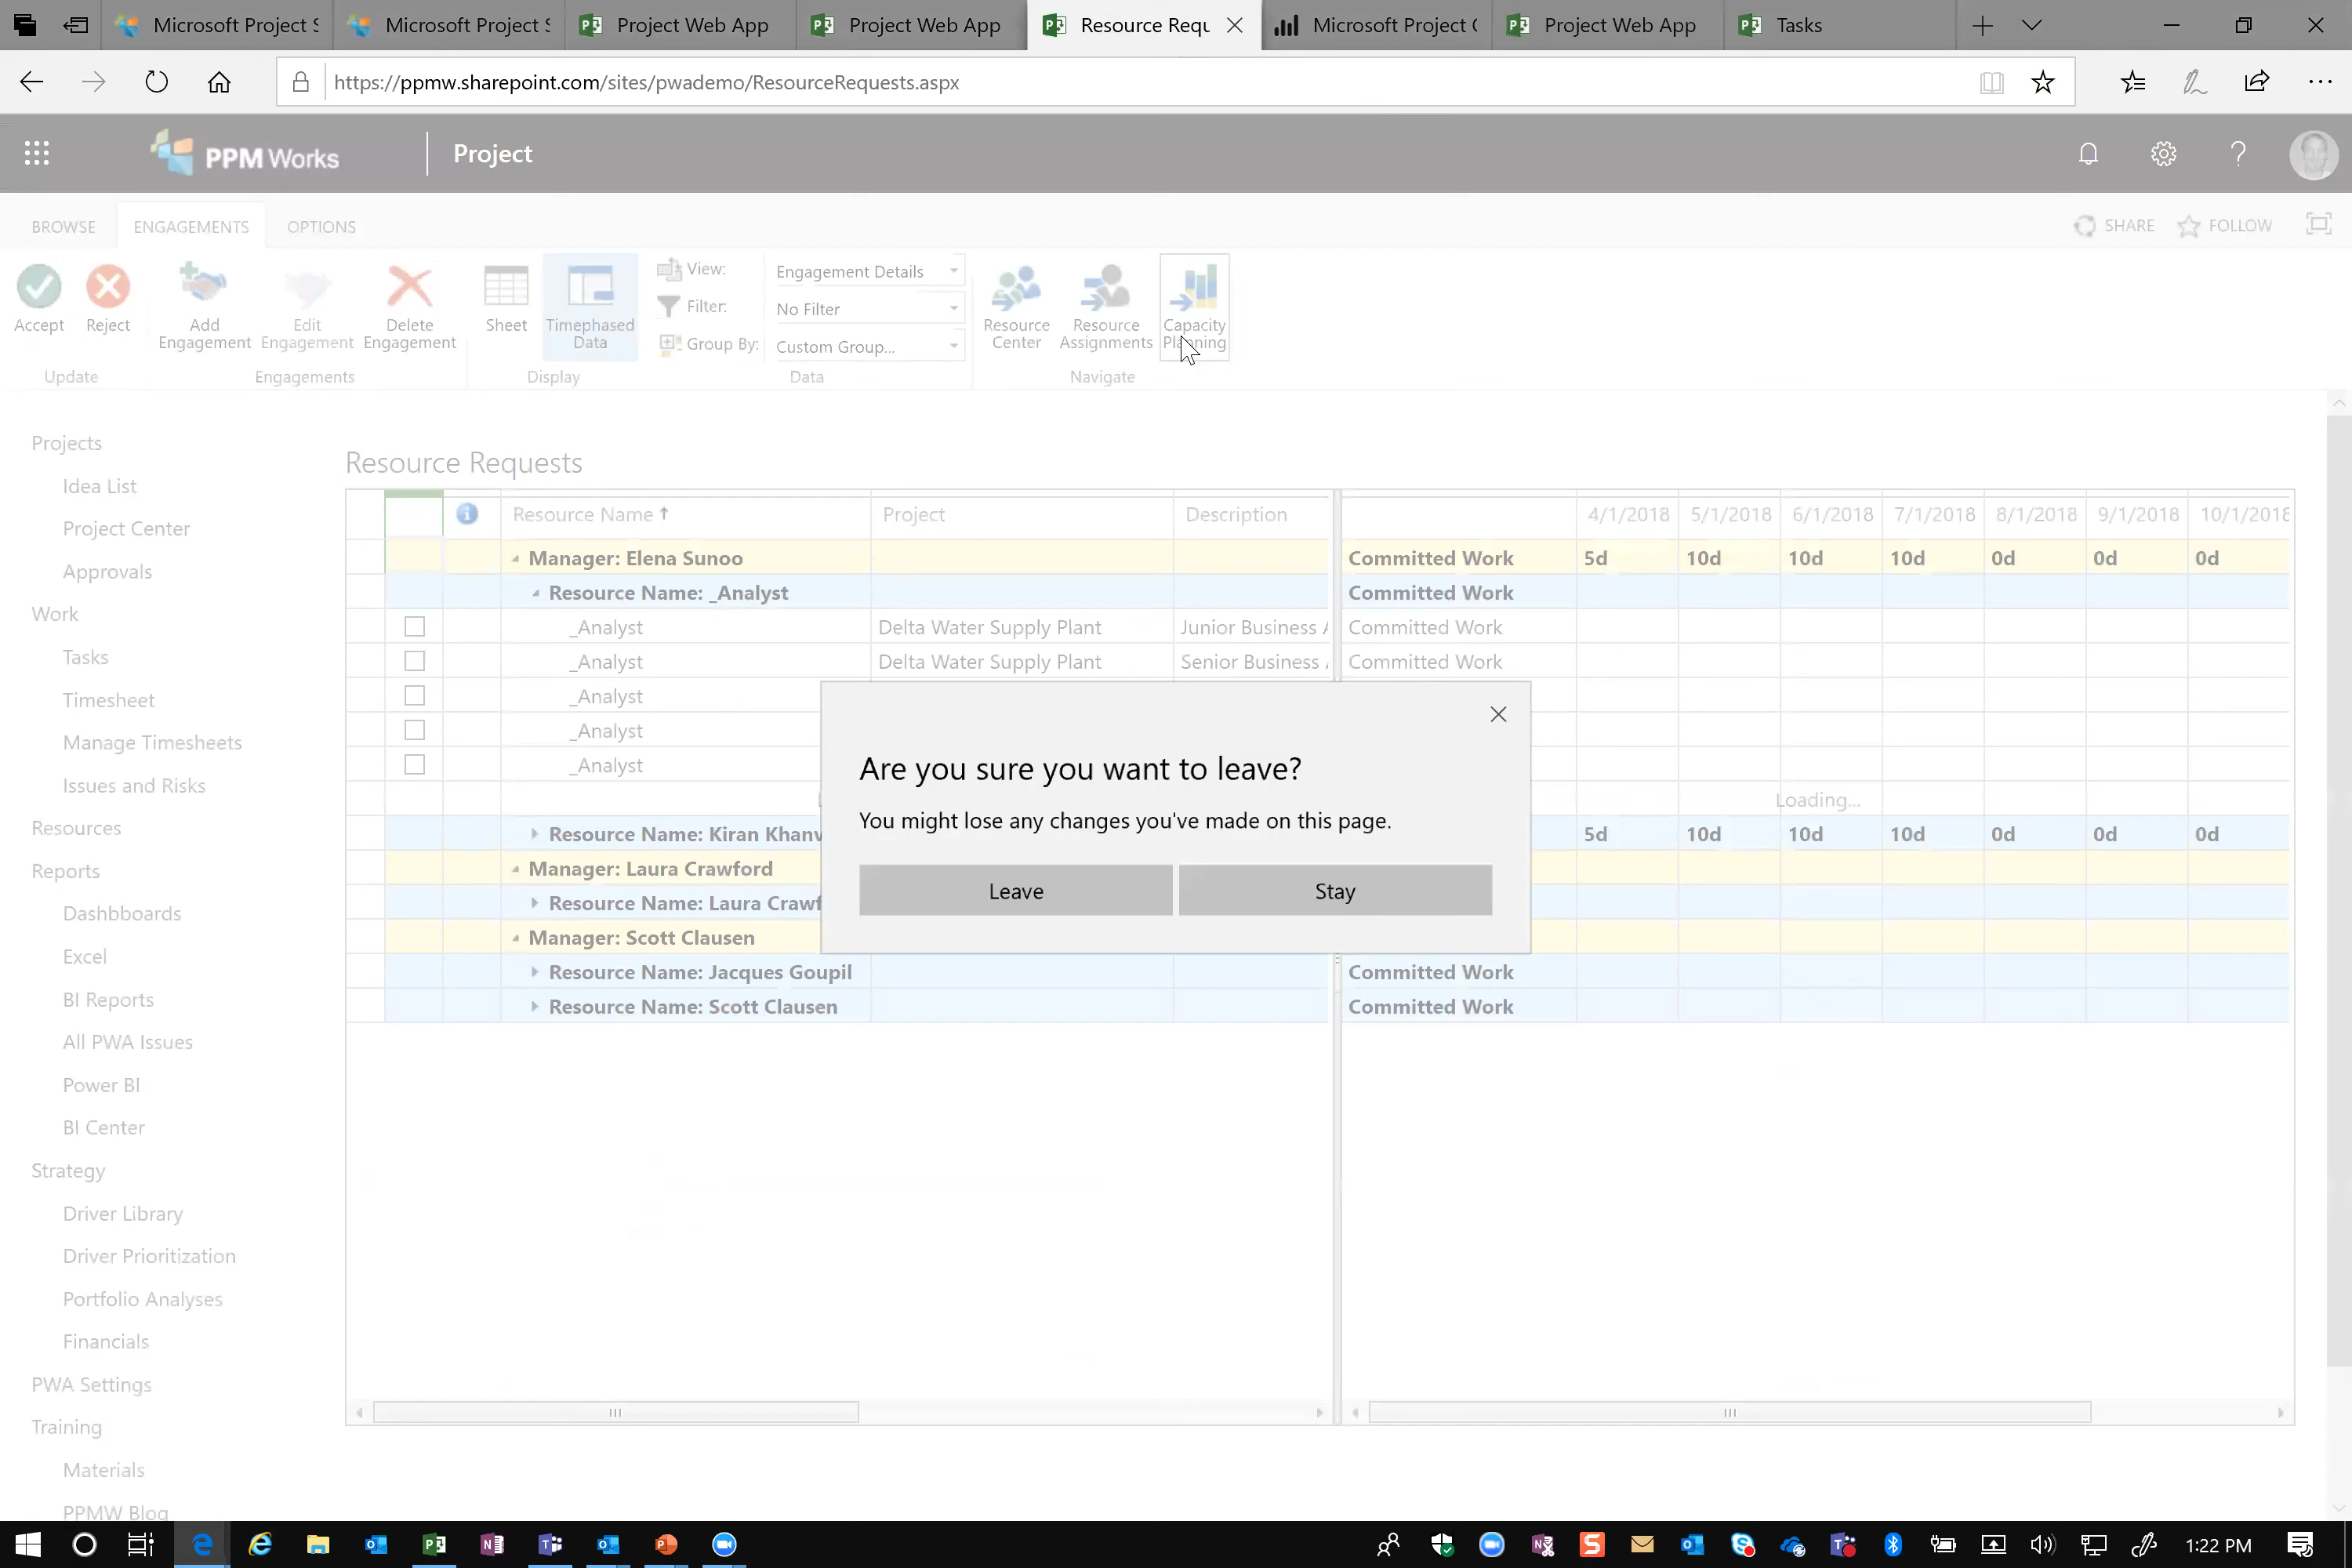 Microsoft Project S
Microsoft Project S
Project Web App
Project Web App
Resource Requ
Microsoft Project
Project Web App
Tasks
https://ppmw.sharepoint.com/sites/pwademo/ResourceRequests.aspx
PPM Works
Project
BROWSE
ENGAGEMENTS
OPTIONS
SHARE
FOLLOW
Accept
Reject
Update
Add Engagement
Edit Engagement
Delete Engagement
Engagements
Sheet
Timephased Data
Display
View:
Engagement Details
Filter:
No Filter
Group By:
Custom Group...
Data
Resource Center
Resource Assignments
Capacity Planning
Navigate
Projects
Idea List
Project Center
Approvals
Work
Tasks
Timesheet
Manage Timesheets
Issues and Risks
Resources
Reports
Dashbboards
Excel
BI Reports
All PWA Issues
Power BI
BI Center
Strategy
Driver Library
Driver Prioritization
Portfolio Analyses
Financials
PWA Settings
Training
Materials
PPMW Blog
Resource Requests
Resource Name ↑ Project Description 4/1/2018 5/1/2018 6/1/2018 7/1/2018 8/1/2018 9/1/2018 10/1/2018
Manager: Elena Sunoo Committed Work 5d 10d 10d 10d 0d 0d 0d
Resource Name: _Analyst Committed Work
_Analyst Delta Water Supply Plant Junior Business Committed Work
_Analyst Delta Water Supply Plant Senior Business Committed Work
_Analyst
_Analyst
_Analyst
Loading...
Resource Name: Kiran Khanv 5d 10d 10d 10d 0d 0d 0d
Manager: Laura Crawford
Resource Name: Laura Crawf
Manager: Scott Clausen
Resource Name: Jacques Goupil Committed Work
Resource Name: Scott Clausen Committed Work
Are you sure you want to leave?
You might lose any changes you've made on this page.
Leave
Stay
1:22 PM